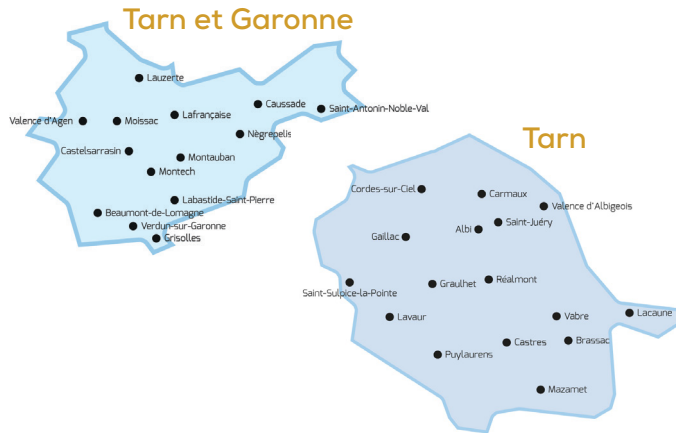 Tarn et Garonne
Lauzerte
Caussade
Saint-Antonin-Noble-Val
Lafrançaise
Valence d'Agen
Moissac
Nègrepelis
Castelsarrasin
Montauban
Montech
Labastide-Saint-Pierre
Beaumont-de-Lomagne
Verdun-sur-Garonne
Grisolles
Tarn
Cordes-sur-Ciel
Carmaux
Valence d'Albigeois
Saint-Juéry
Albi
Gaillac
Réalmont
Graulhet
Saint-Sulpice-la-Pointe
Lacaune
Lavaur
Vabre
Brassac
Castres
Puylaurens
Mazamet